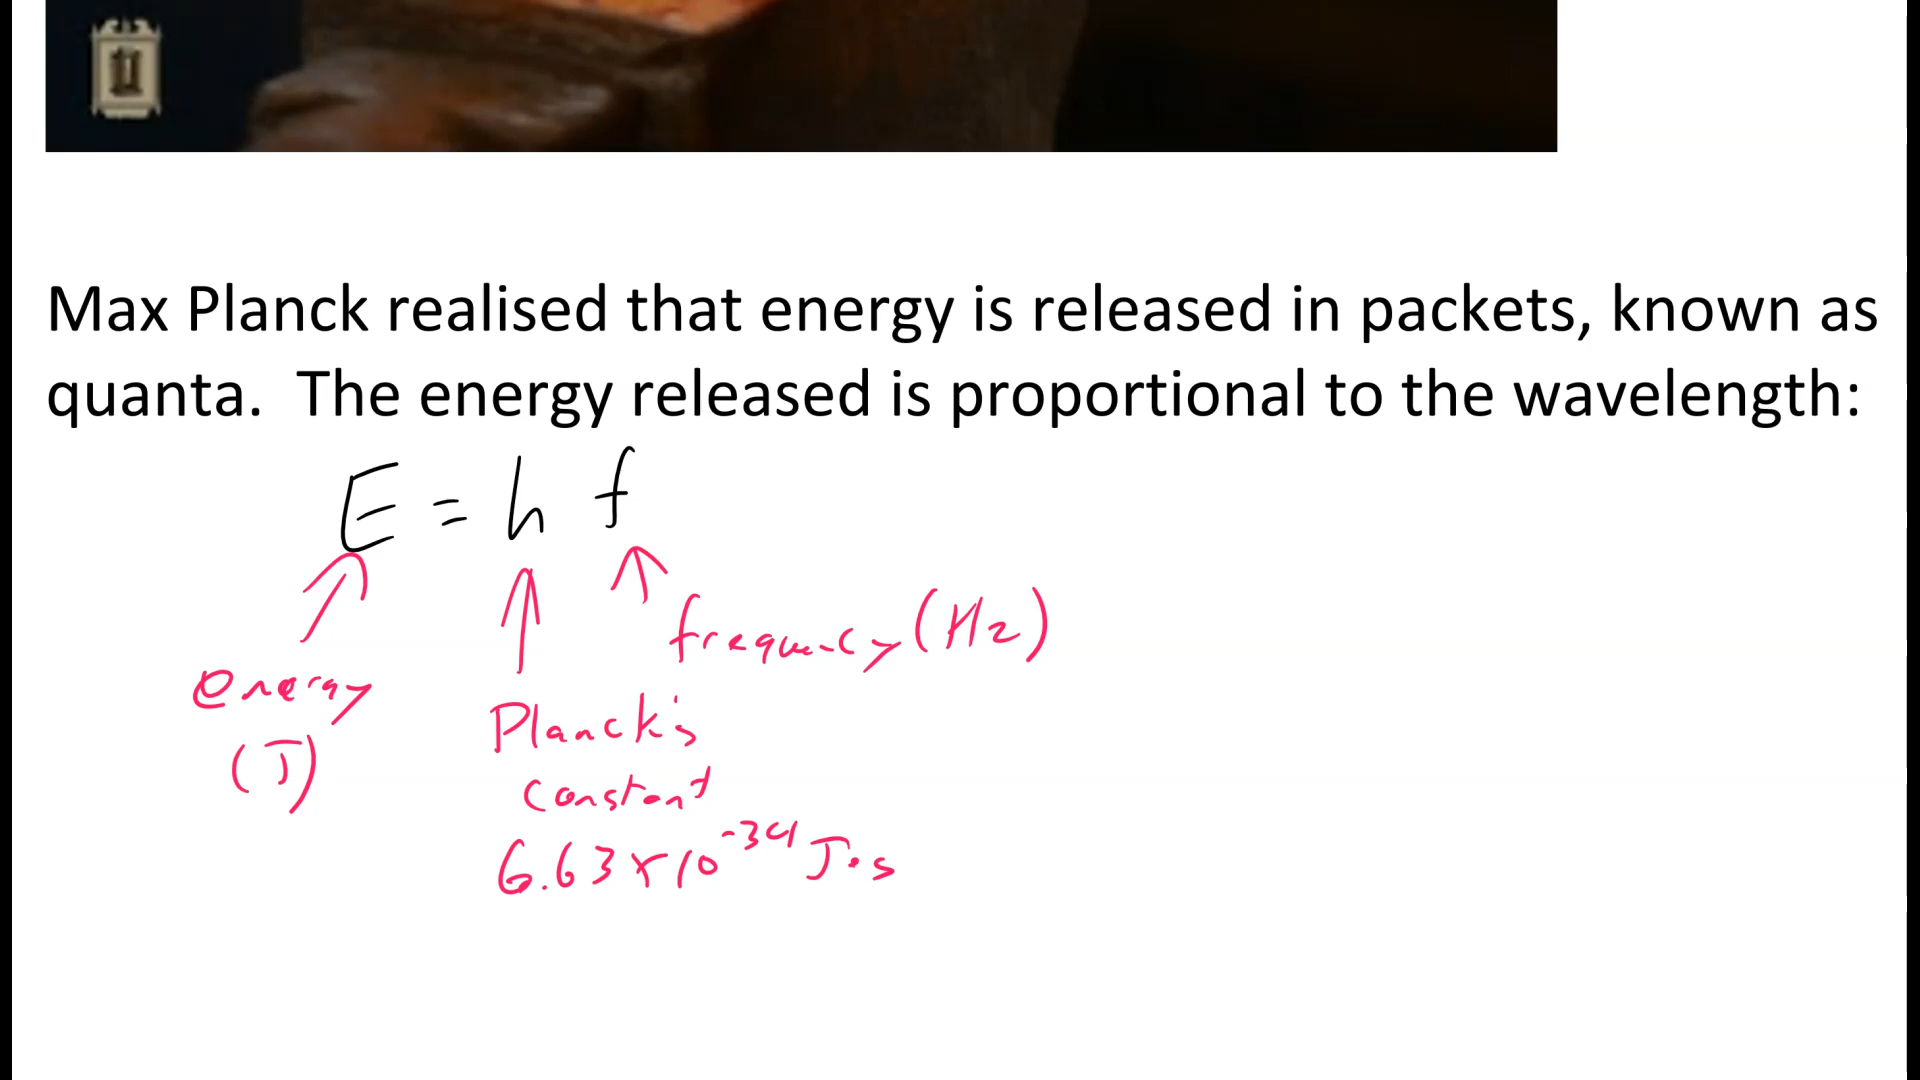 Max Planck realised that energy is released in packets, known as
quanta. The energy released is proportional to the wavelength:
E = h f
frequency (Hz)
energy
(J)
Planck's
constant
6.63 x 10^-34 J·s